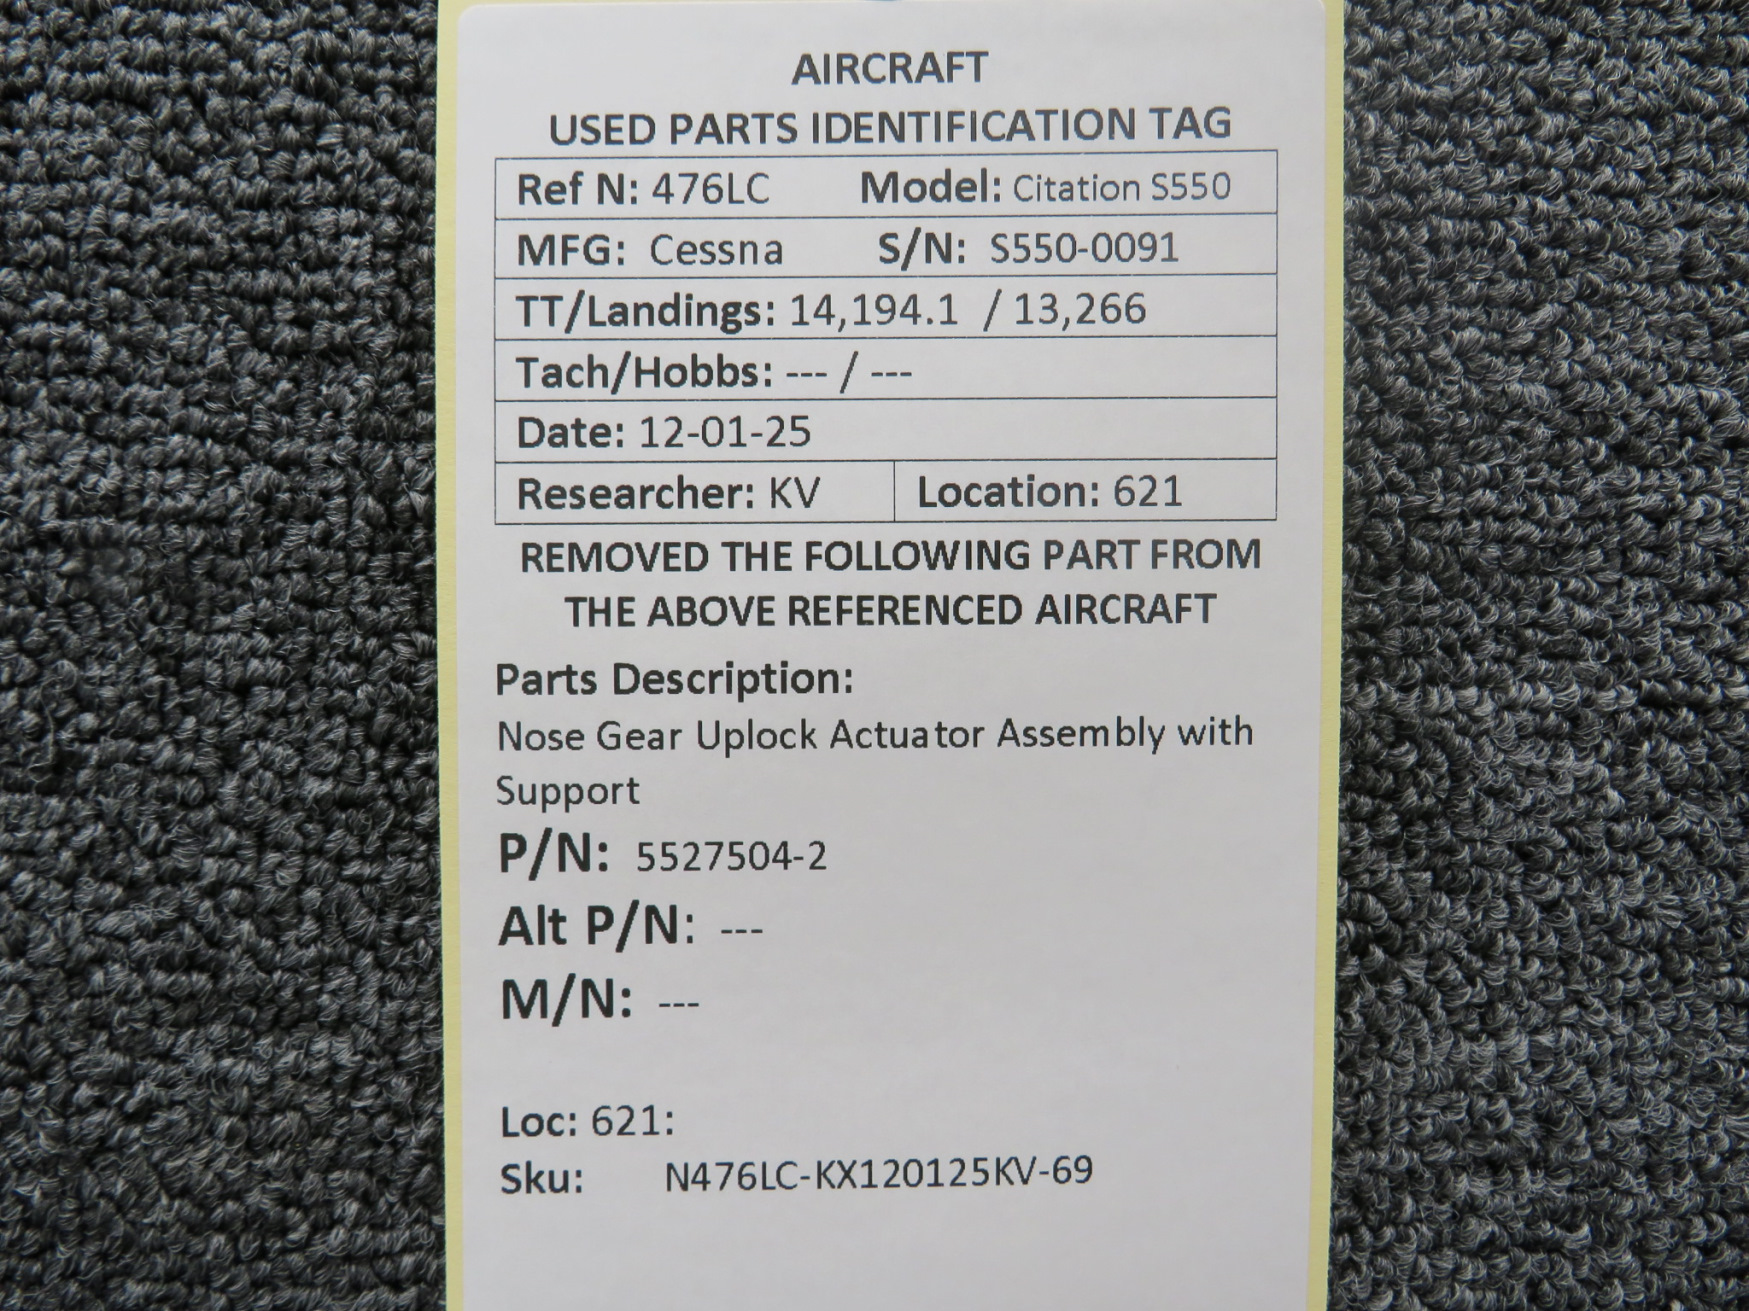 AIRCRAFT
USED PARTS IDENTIFICATION TAG
Ref N: 476LC Model: Citation S550
MFG: Cessna S/N: S550-0091
TT/Landings: 14,194.1 / 13,266
Tach/Hobbs: --- / ---
Date: 12-01-25
Researcher: KV Location: 621
REMOVED THE FOLLOWING PART FROM
THE ABOVE REFERENCED AIRCRAFT
Parts Description:
Nose Gear Uplock Actuator Assembly with
Support
P/N: 5527504-2
Alt P/N: ---
M/N: ---
Loc: 621:
Sku: N476LC-KX120125KV-69